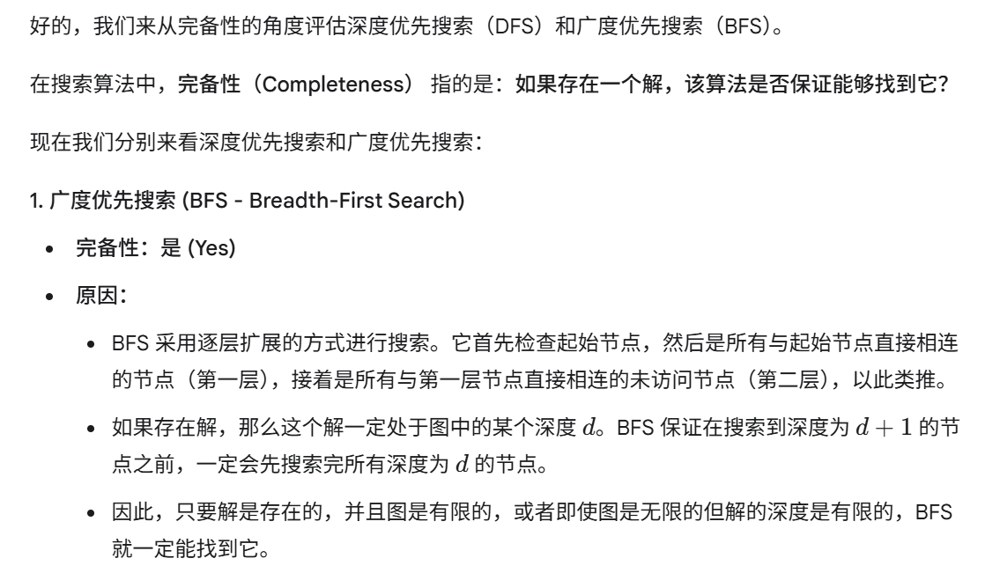 好的，我们来从完备性的角度评估深度优先搜索（DFS）和广度优先搜索（BFS）。
在搜索算法中，完备性（Completeness） 指的是：如果存在一个解，该算法是否保证能够找到它？
现在我们分别来看深度优先搜索和广度优先搜索：
1. 广度优先搜索 (BFS - Breadth-First Search)
• 完备性：是 (Yes)
• 原因：
• BFS 采用逐层扩展的方式进行搜索。它首先检查起始节点，然后是所有与起始节点直接相连
的节点（第一层），接着是所有与第一层节点直接相连的未访问节点（第二层），以此类推。
• 如果存在解，那么这个解一定处于图中的某个深度 d。BFS 保证在搜索到深度为 d + 1 的节
点之前，一定会先搜索完所有深度为 d 的节点。
• 因此，只要解是存在的，并且图是有限的，或者即使图是无限的但解的深度是有限的，BFS
就一定能找到它。